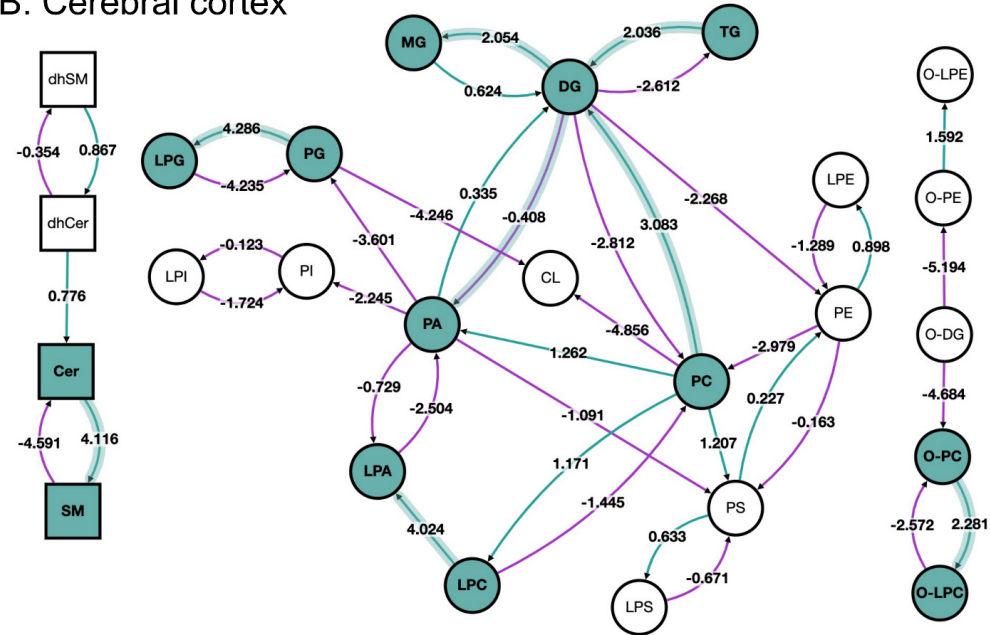 B. Cerebral cortex
MG
2.054
2.036
TG
0.624
DG
-2.612
dhSM
O-LPE
-0.354
0.867
LPG
4.286
PG
-4.235
1.592
dhCer
0.335
-0.408
-2.812
3.083
-2.268
LPE
O-PE
-4.246
-3.601
-1.289
0.898
-0.123
LPI
PI
-1.724
CL
-5.194
0.776
-2.245
PA
-4.856
PE
O-DG
Cer
1.262
-2.979
PC
-0.729
-2.504
-1.091
0.227
-0.163
-4.684
-4.591
4.116
1.207
LPA
1.171
O-PC
SM
-1.445
PS
4.024
0.633
-2.572
2.281
LPC
-0.671
LPS
O-LPC